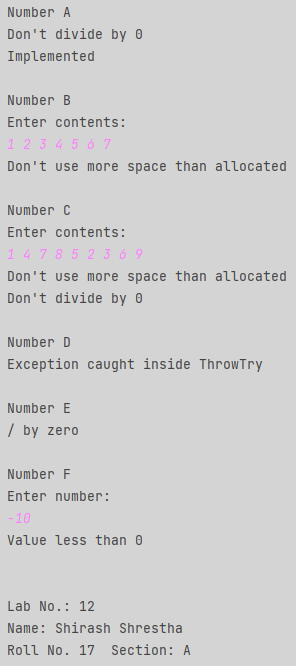 Number A
Don't divide by 0
Implemented
Number B
Enter contents:
1 2 3 4 5 6 7
Don't use more space than allocated
Number C
Enter contents:
1 4 7 8 5 2 3 6 9
Don't use more space than allocated
Don't divide by 0
Number D
Exception caught inside ThrowTry
Number E
/ by zero
Number F
Enter number:
-10
Value less than 0
Lab No.: 12
Name: Shirash Shrestha
Roll No. 17  Section: A